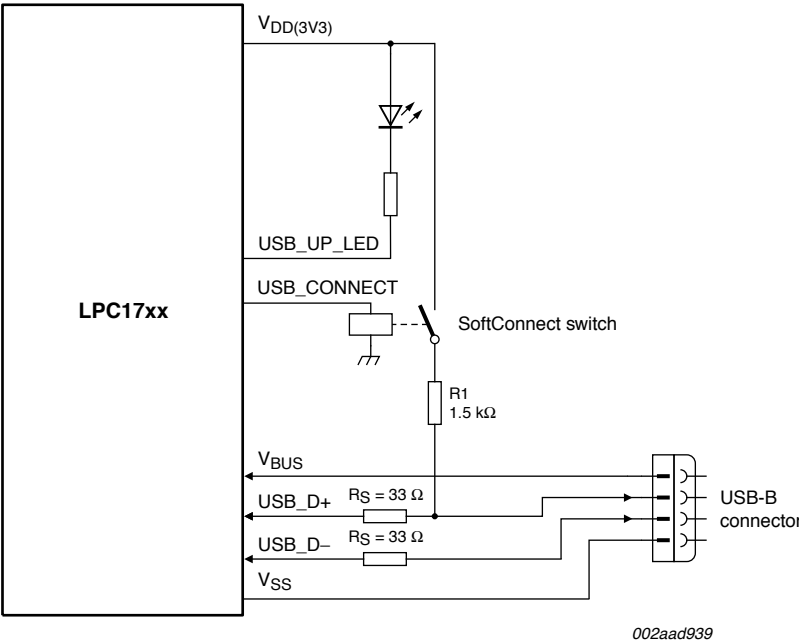 VDD(3V3)
USB_UP_LED
USB_CONNECT
LPC17xx
SoftConnect switch
R1
1.5 kΩ
VBUS
USB_D+
RS = 33 Ω
USB-B
connector
USB_D−
RS = 33 Ω
VSS
002aad939